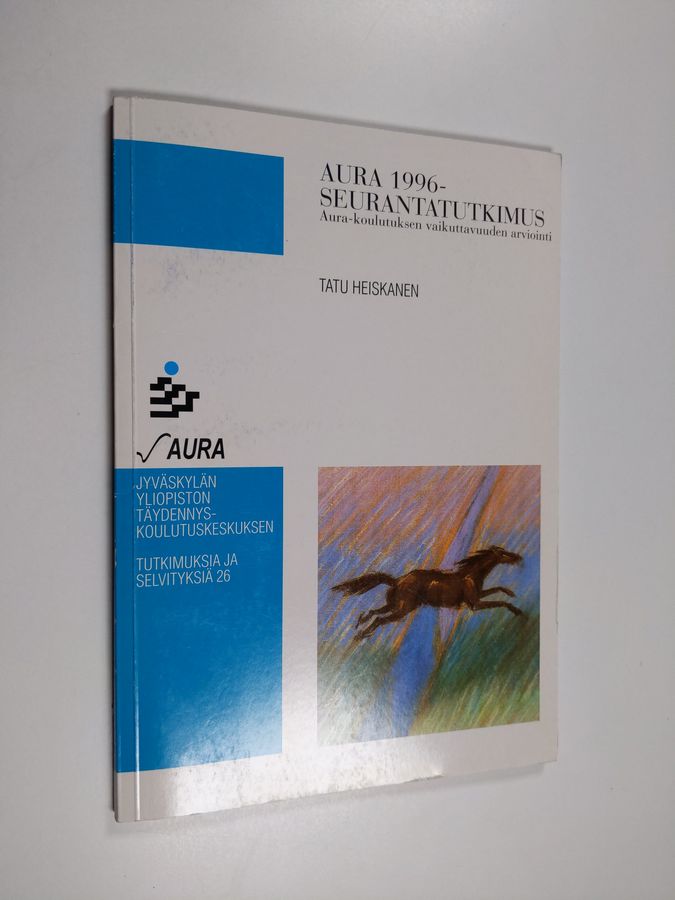 AURA 1996-
SEURANTATUTKIMUS
Aura-koulutuksen vaikuttavuuden arviointi
TATU HEISKANEN
AURA
JYVÄSKYLÄN
YLIOPISTON
TÄYDENNYS-
KOULUTUSKESKUKSEN
TUTKIMUKSIA JA
SELVITYKSIÄ 26